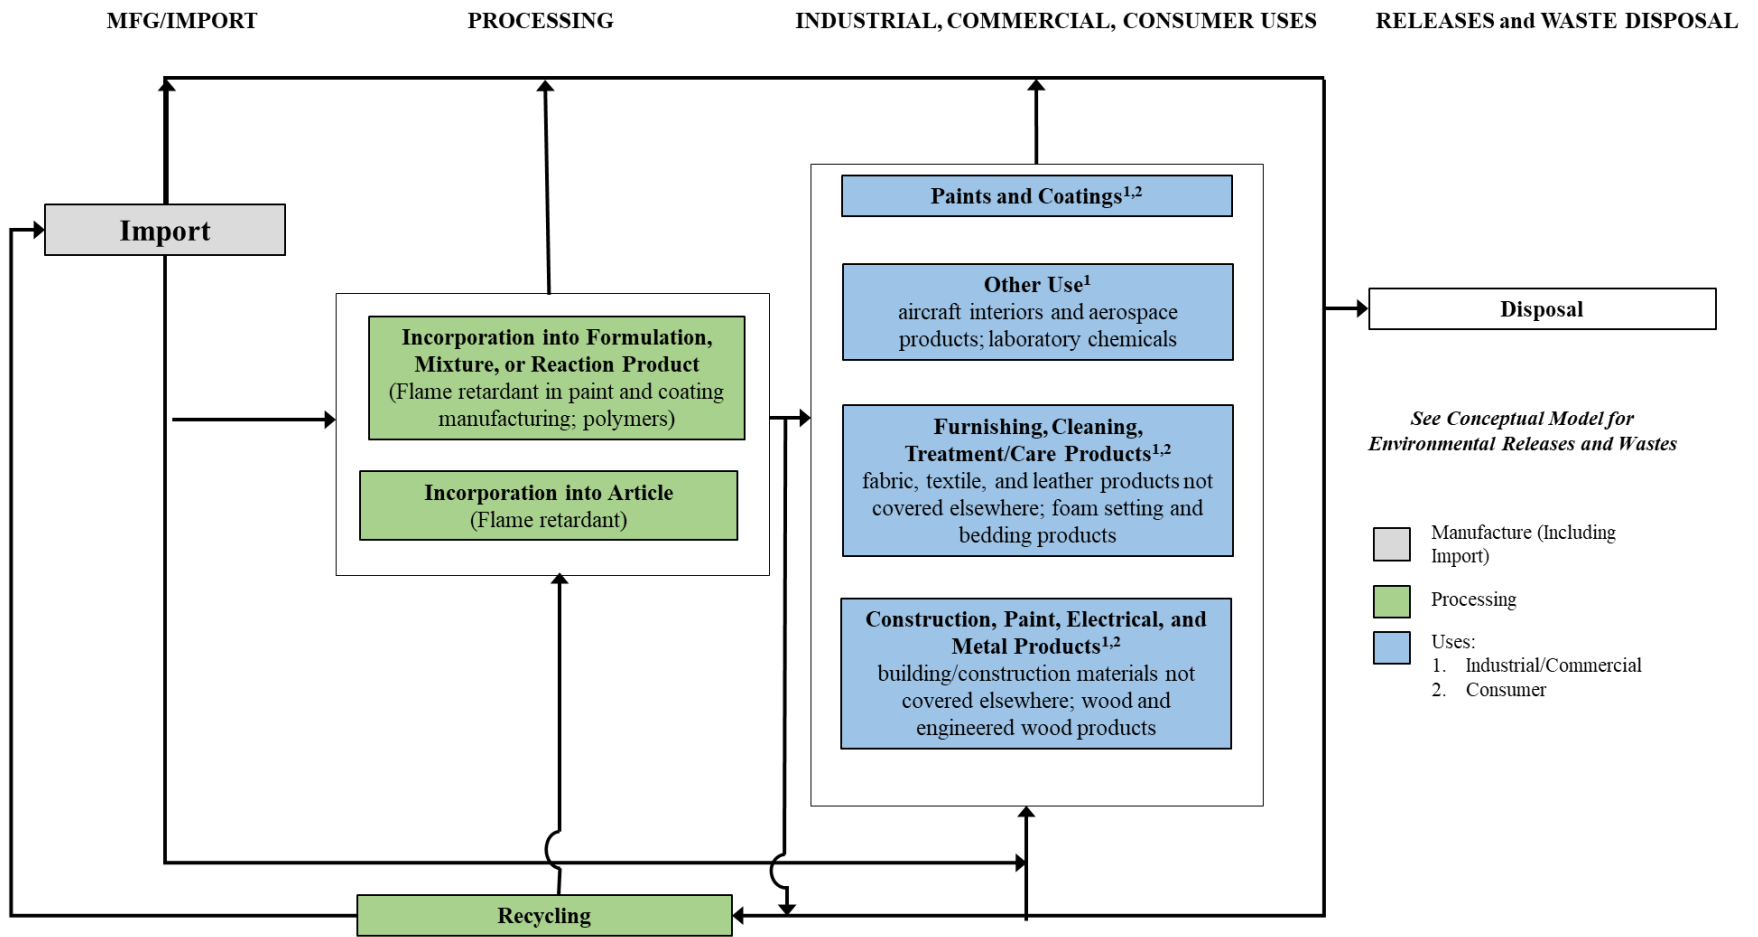 MFG/IMPORT
PROCESSING
INDUSTRIAL, COMMERCIAL, CONSUMER USES
RELEASES and WASTE DISPOSAL
Import
Incorporation into Formulation,
Mixture, or Reaction Product
(Flame retardant in paint and coating
manufacturing; polymers)
Incorporation into Article
(Flame retardant)
Recycling
Paints and Coatings1,2
Other Use1
aircraft interiors and aerospace
products; laboratory chemicals
Furnishing, Cleaning,
Treatment/Care Products1,2
fabric, textile, and leather products not
covered elsewhere; foam setting and
bedding products
Construction, Paint, Electrical, and
Metal Products1,2
building/construction materials not
covered elsewhere; wood and
engineered wood products
Disposal
See Conceptual Model for
Environmental Releases and Wastes
Manufacture (Including
Import)
Processing
Uses:
1. Industrial/Commercial
2. Consumer